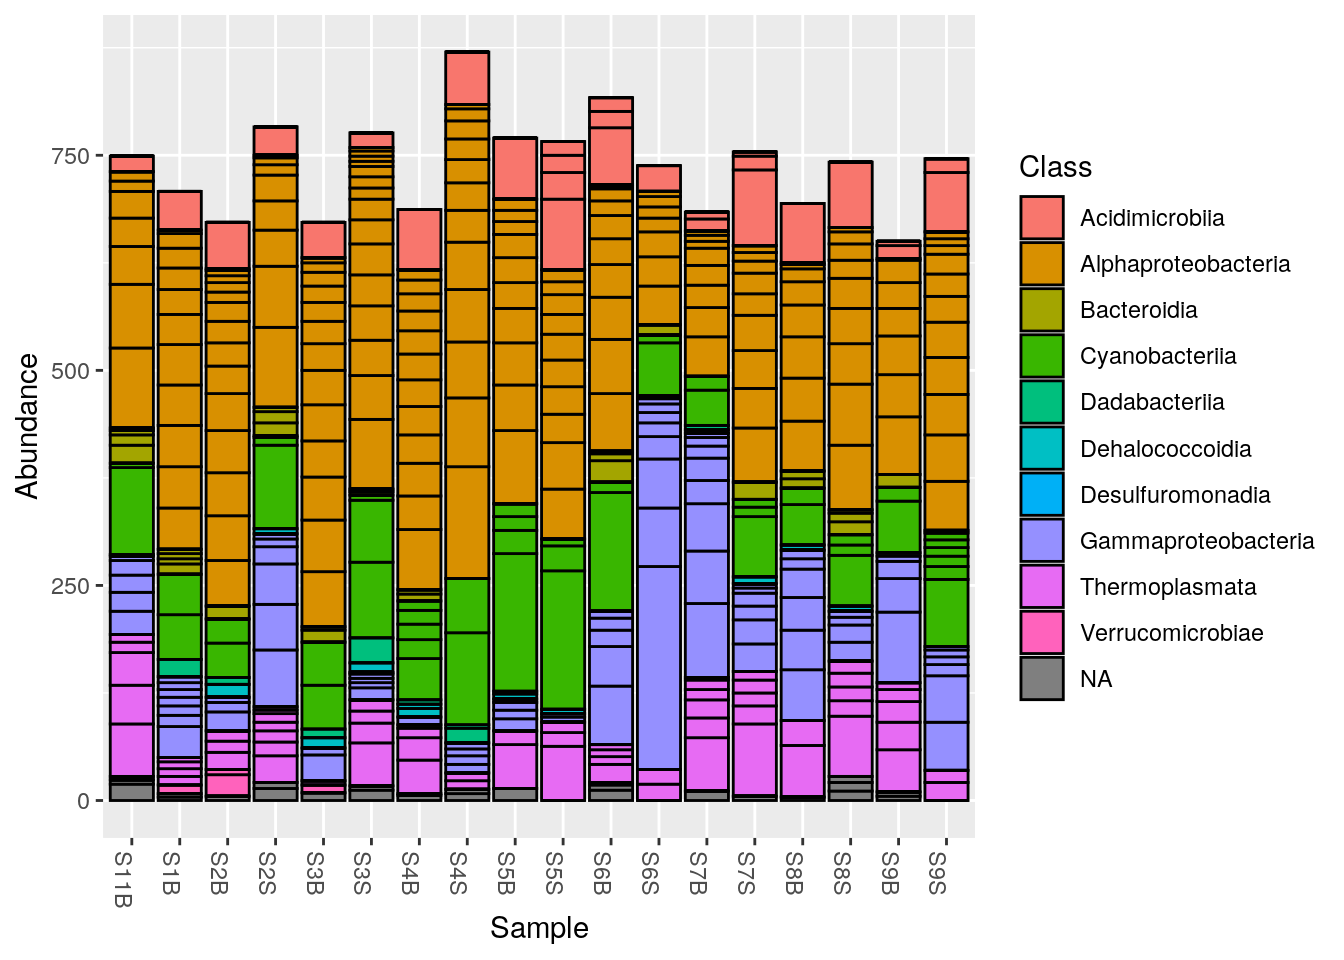 Abundance
750
500
250
0
S11B
S1B
S2B
S2S
S3B
S3S
S4B
S4S
S5B
S5S
S6B
S6S
S7B
S7S
S8B
S8S
S9B
S9S
Sample
Class
Acidimicrobiia
Alphaproteobacteria
Bacteroidia
Cyanobacteriia
Dadabacteriia
Dehalococcoidia
Desulfuromonadia
Gammaproteobacteria
Thermoplasmata
Verrucomicrobiae
NA